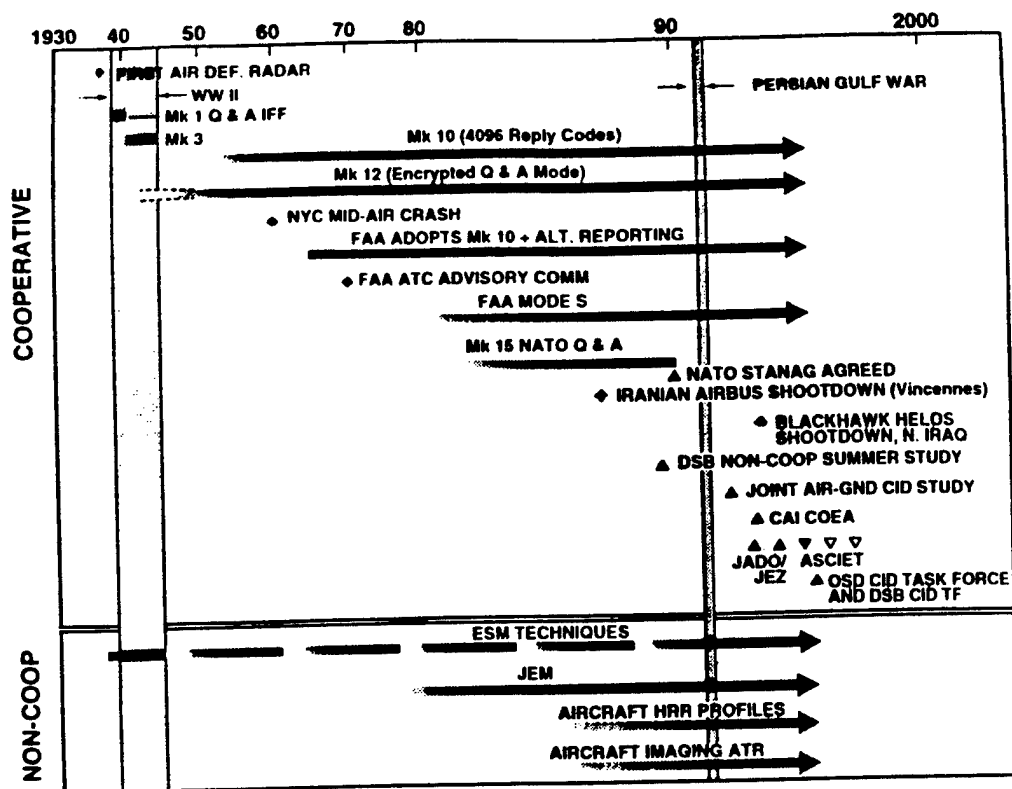 1930 40 50 60 70 80 90 2000
FIRST AIR DEF. RADAR
WW II
PERSIAN GULF WAR
Mk 1 Q & A IFF
Mk 3
Mk 10 (4096 Reply Codes)
Mk 12 (Encrypted Q & A Mode)
NYC MID-AIR CRASH
FAA ADOPTS Mk 10 + ALT. REPORTING
FAA ATC ADVISORY COMM
FAA MODE S
Mk 15 NATO Q & A
NATO STANAG AGREED
IRANIAN AIRBUS SHOOTDOWN (Vincennes)
BLACKHAWK HELOS
SHOOTDOWN, N. IRAQ
DSB NON-COOP SUMMER STUDY
JOINT AIR-GND CID STUDY
CAI COEA
JADO/ ASCIET
JEZ
OSD CID TASK FORCE
AND DSB CID TF
COOPERATIVE
ESM TECHNIQUES
JEM
AIRCRAFT HRR PROFILES
AIRCRAFT IMAGING ATR
NON-COOP